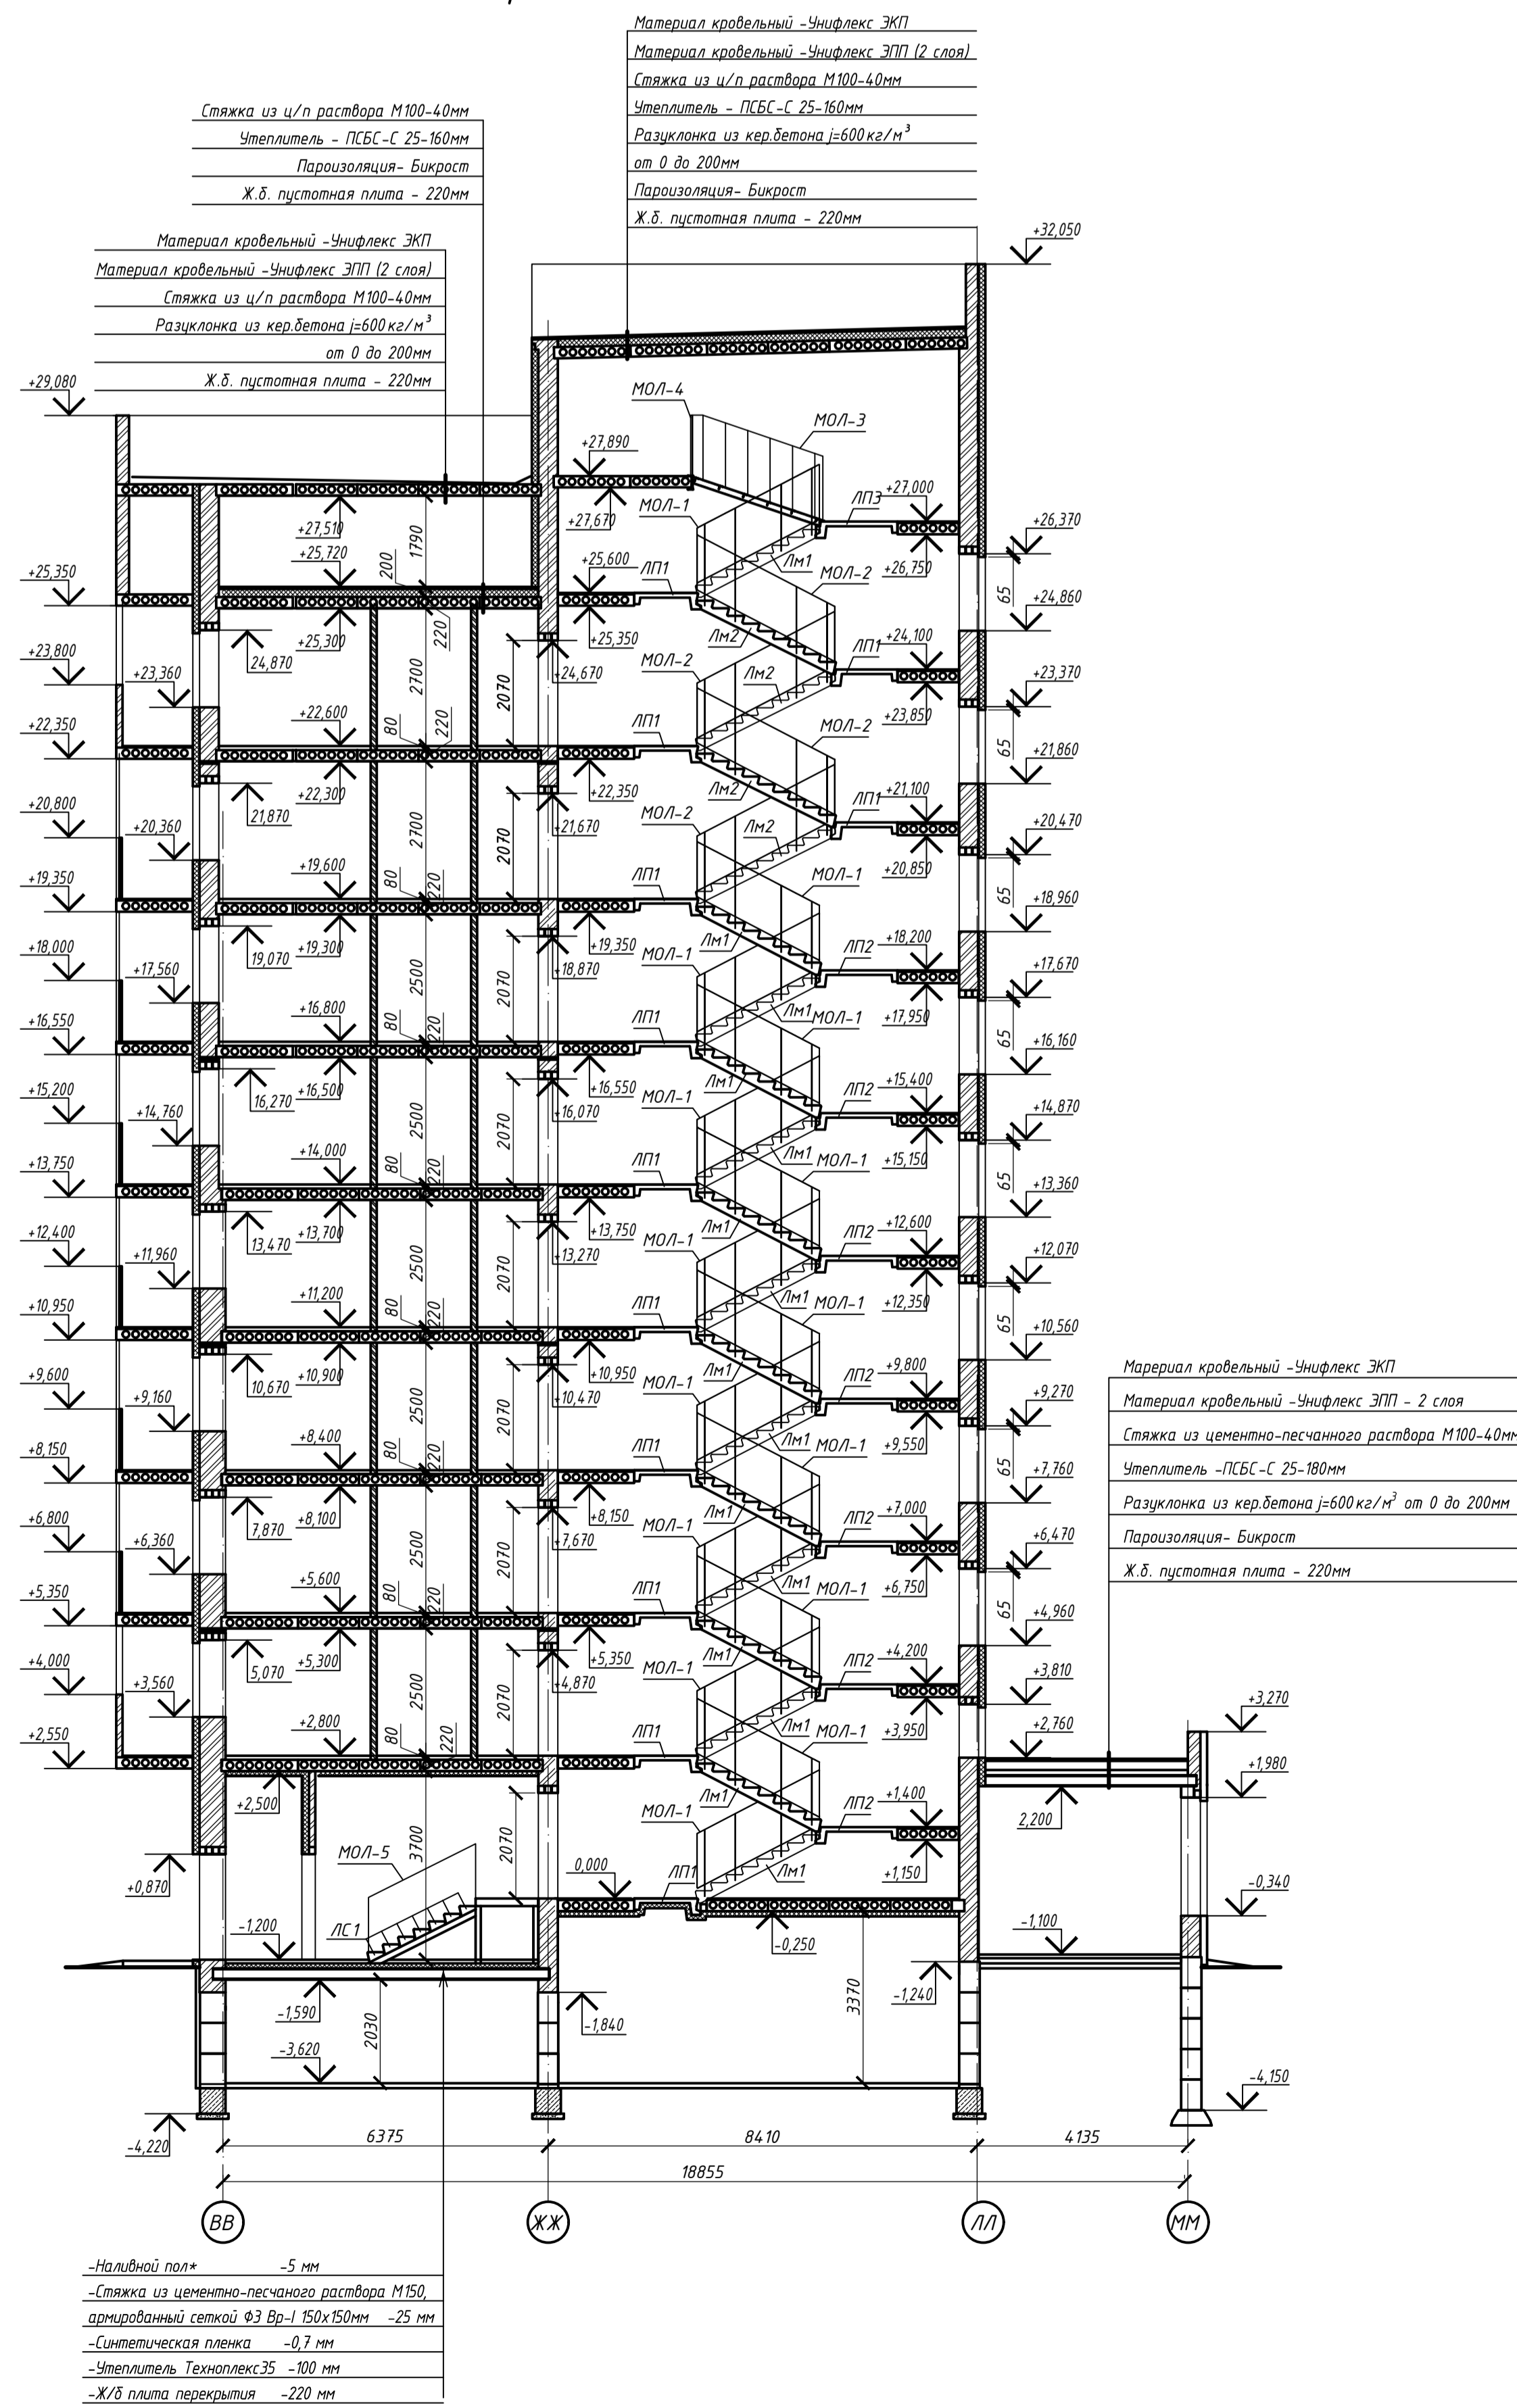 Материал кровельный -Унифлекс ЭКП
Материал кровельный -Унифлекс ЭПП (2 слоя)
Стяжка из ц/п раствора М100-40мм
Утеплитель - ПСБС-С 25-160мм
Разуклонка из кер.бетона j=600кг/м³
от 0 до 200мм
Пароизоляция- Бикрост
Ж.б. пустотная плита - 220мм
Стяжка из ц/п раствора М100-40мм
Утеплитель - ПСБС-С 25-160мм
Пароизоляция- Бикрост
Ж.б. пустотная плита - 220мм
Материал кровельный -Унифлекс ЭКП
Материал кровельный -Унифлекс ЭПП (2 слоя)
Стяжка из ц/п раствора М100-40мм
Разуклонка из кер.бетона j=600кг/м³
от 0 до 200мм
Ж.б. пустотная плита - 220мм
+29,080
+25,350
+23,800
+22,350
+20,800
+19,350
+18,000
+16,550
+15,200
+13,750
+12,400
+10,950
+9,600
+8,150
+6,800
+5,350
+4,000
+2,550
+23,360
+20,360
+17,560
+14,760
+11,960
+9,160
+6,360
+3,560
+0,870
-4,220
24,870
21,870
19,070
16,270
13,470
10,670
7,870
5,070
+27,510
+25,720
+25,300
+22,600
+22,300
+19,600
+19,300
+16,800
+16,500
+14,000
+13,700
+11,200
+10,900
+8,400
+8,100
+5,600
+5,300
+2,800
+2,500
-1,200
-1,590
-3,620
1790
200
220
2700
80
220
2700
80
220
2500
80
220
2500
80
220
2500
80
220
2500
80
220
2500
80
220
2500
80
220
3700
2030
2070
2070
2070
2070
2070
2070
2070
2070
2070
МОЛ-5
ЛС1
+27,890
+27,670
+25,600
+25,350
+24,670
+22,350
+21,670
+19,350
+18,870
+16,550
+16,070
+13,750
+13,270
+10,950
+10,470
+8,150
+7,670
+5,350
+4,870
0,000
-0,250
-1,840
3370
-1,240
МОЛ-4
МОЛ-3
МОЛ-1
ЛП3
Лм1
МОЛ-2
ЛП1
Лм2
ЛП1
МОЛ-2
Лм2
МОЛ-2
ЛП1
Лм2
ЛП1
МОЛ-2
Лм2
МОЛ-1
ЛП1
Лм1
ЛП2
МОЛ-1
Лм1
МОЛ-1
ЛП1
Лм1
ЛП2
МОЛ-1
Лм1
МОЛ-1
ЛП1
Лм1
ЛП2
МОЛ-1
Лм1
МОЛ-1
ЛП1
Лм1
ЛП2
МОЛ-1
Лм1
МОЛ-1
ЛП1
Лм1
ЛП2
МОЛ-1
Лм1
МОЛ-1
ЛП1
Лм1
ЛП2
МОЛ-1
Лм1
МОЛ-1
ЛП1
Лм1
ЛП2
МОЛ-1
Лм1
ЛП1
+27,000
+26,750
+24,100
+23,850
+21,100
+20,850
+18,200
+17,950
+15,400
+15,150
+12,600
+12,350
+9,800
+9,550
+7,000
+6,750
+4,200
+3,950
+1,400
+1,150
+32,050
+26,370
65
+24,860
+23,370
65
+21,860
+20,470
65
+18,960
+17,670
65
+16,160
+14,870
65
+13,360
+12,070
65
+10,560
+9,270
65
+7,760
+6,470
65
+4,960
+3,810
+2,760
2,200
-1,100
+3,270
+1,980
-0,340
-4,150
Марериал кровельный -Унифлекс ЭКП
Материал кровельный -Унифлекс ЭПП - 2 слоя
Стяжка из цементно-песчанного раствора М100-40мм
Утеплитель -ПСБС-С 25-180мм
Разуклонка из кер.бетона j=600кг/м³ от 0 до 200мм
Пароизоляция- Бикрост
Ж.б. пустотная плита - 220мм
6375
8410
4135
18855
ВВ
ЖЖ
ЛЛ
ММ
-Наливной пол* -5 мм
-Стяжка из цементно-песчаного раствора М150,
армированный сеткой Ф3 Вр-I 150х150мм -25 мм
-Синтетическая пленка -0,7 мм
-Утеплитель Техноплекс35 -100 мм
-Ж/б плита перекрытия -220 мм